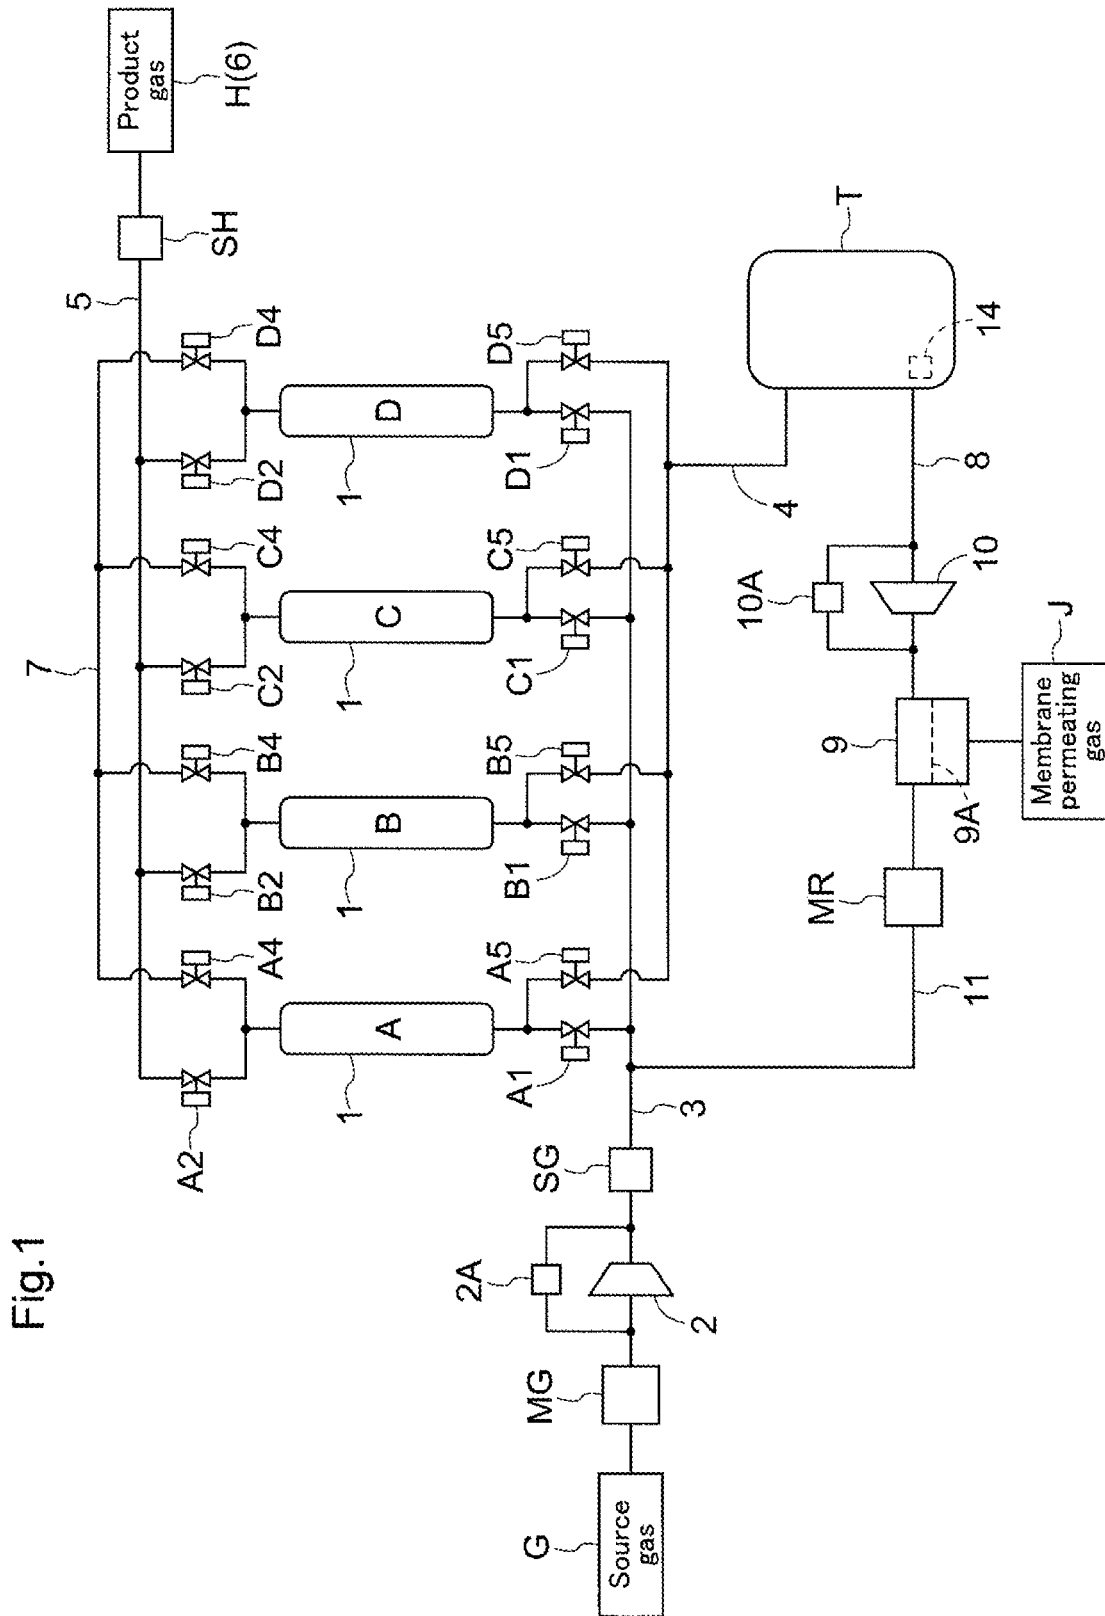 Fig.1
Product
gas
H(6)
SH
5
7
A2
A4
B2
B4
C2
C4
D2
D4
1
A
1
B
1
C
1
D
A1
A5
B1
B5
C1
C5
D1
D5
T
14
4
8
10A
10
9
9A
J
Membrane
permeating
gas
MR
11
3
SG
2A
2
MG
G
Source
gas